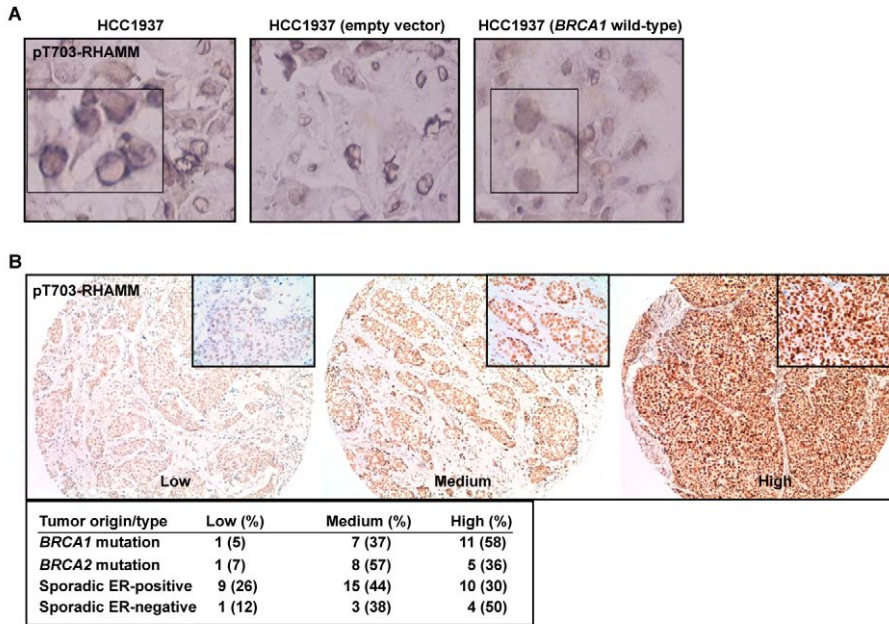 A
HCC1937 HCC1937 (empty vector) HCC1937 (BRCA1 wild-type)
pT703-RHAMM
B
pT703-RHAMM
Low Medium High
Tumor origin/type Low (%) Medium (%) High (%)
BRCA1 mutation 1 (5) 7 (37) 11 (58)
BRCA2 mutation 1 (7) 8 (57) 5 (36)
Sporadic ER-positive 9 (26) 15 (44) 10 (30)
Sporadic ER-negative 1 (12) 3 (38) 4 (50)